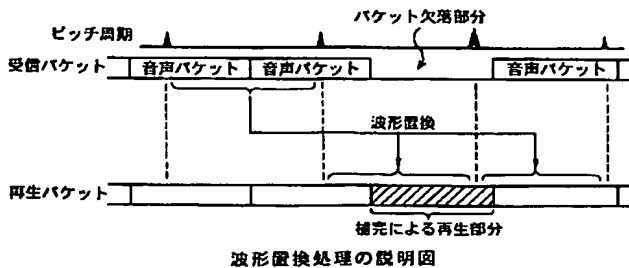 パケット欠落部分
ピッチ周期
受信パケット
音声パケット
音声パケット
音声パケット
波形置換
再生パケット
補完による再生部分
波形置換処理の説明図